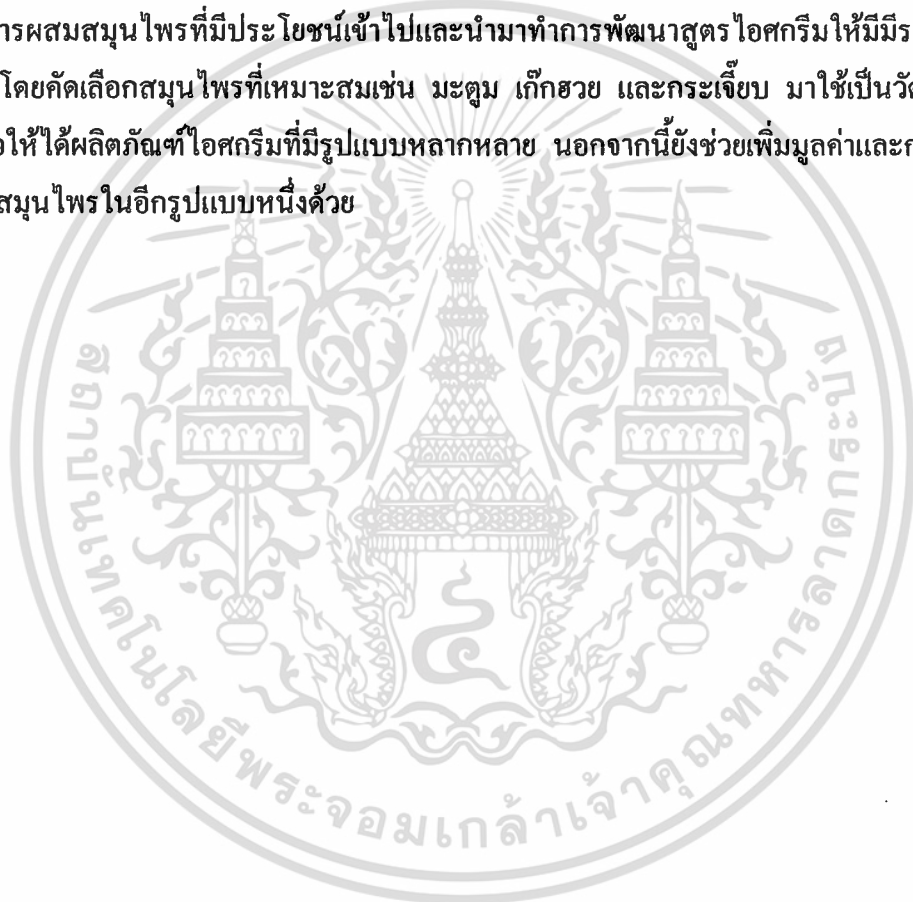 ารผสมสมุนไพรที่มีประโยชน์เข้าไปและนำมาทำการพัฒนาสูตรไอศกรีมให้มีมีร
โดยคัดเลือกสมุนไพรที่เหมาะสมเช่น มะตูม เก๊กฮวย และกระเจี๊ยบ มาใช้เป็นวั
อให้ได้ผลิตภัณฑ์ไอศกรีมที่มีรูปแบบหลากหลาย นอกจากนี้ยังช่วยเพิ่มมูลค่าและก
สมุนไพรในอีกรูปแบบหนึ่งด้วย
สถาบันเทคโนโลยีพระจอมเกล้าเจ้าคุณทหารลาดกระบัง